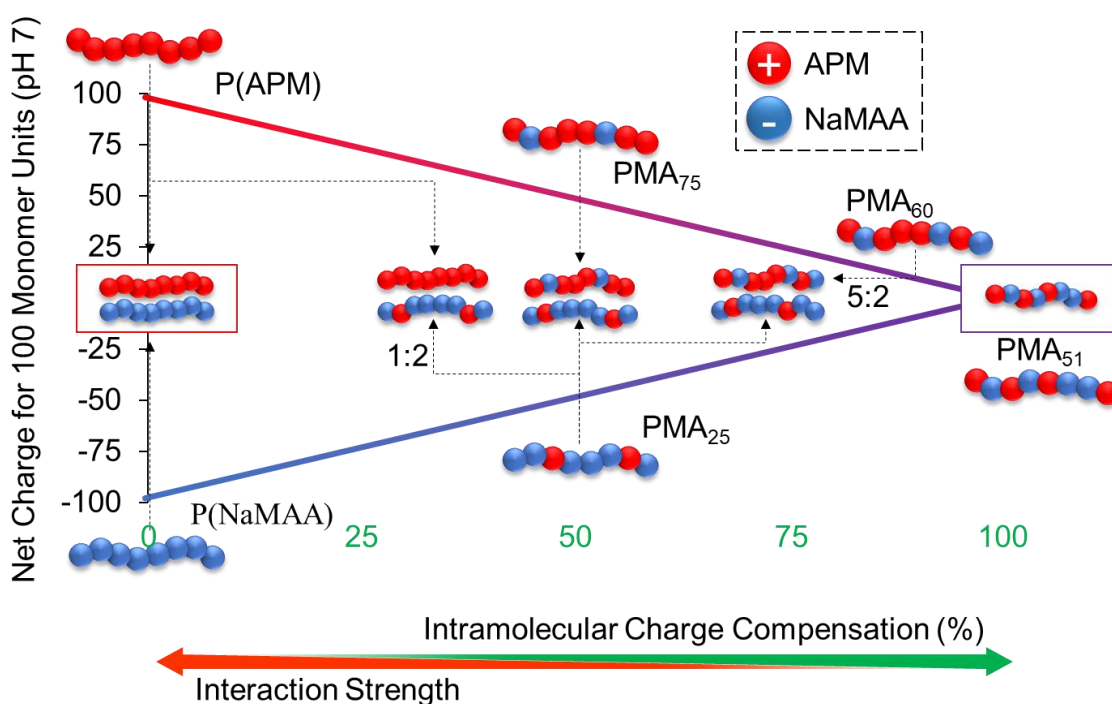 Net Charge for 100 Monomer Units (pH 7)
P(APM)
+ APM
- NaMAA
100
75
50
25
-25
-50
-75
-100
PMA₇₅
PMA₆₀
5:2
1:2
PMA₅₁
PMA₂₅
P(NaMAA)
0 25 50 75 100
Intramolecular Charge Compensation (%)
Interaction Strength